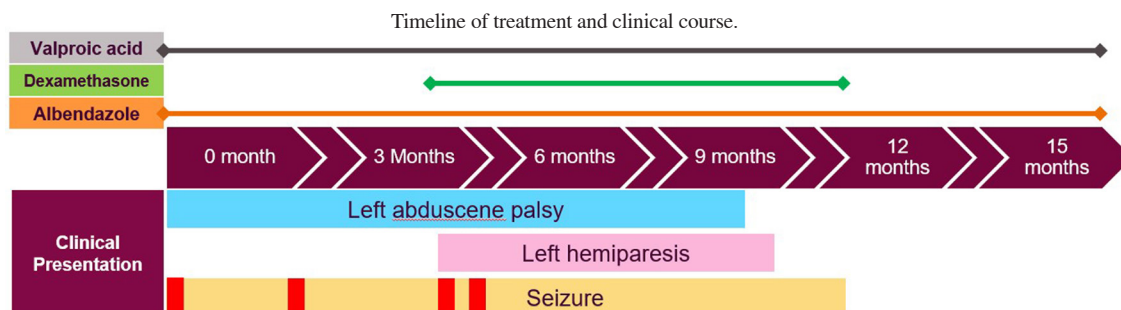 Timeline of treatment and clinical course.
Valproic acid
Dexamethasone
Albendazole
0 month
3 Months
6 months
9 months
12
months
15
months
Clinical
Presentation
Left abduscene palsy
Left hemiparesis
Seizure